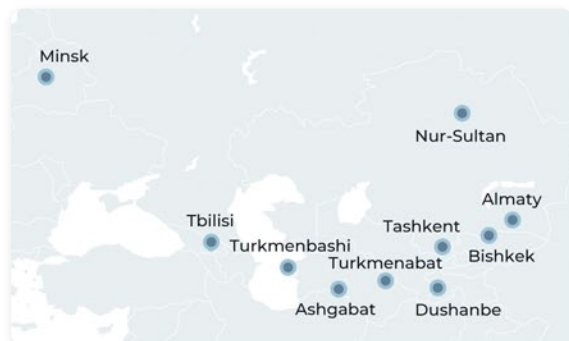 Minsk
Nur-Sultan
Almaty
Tbilisi
Tashkent
Turkmenbashi
Bishkek
Turkmenabat
Ashgabat
Dushanbe